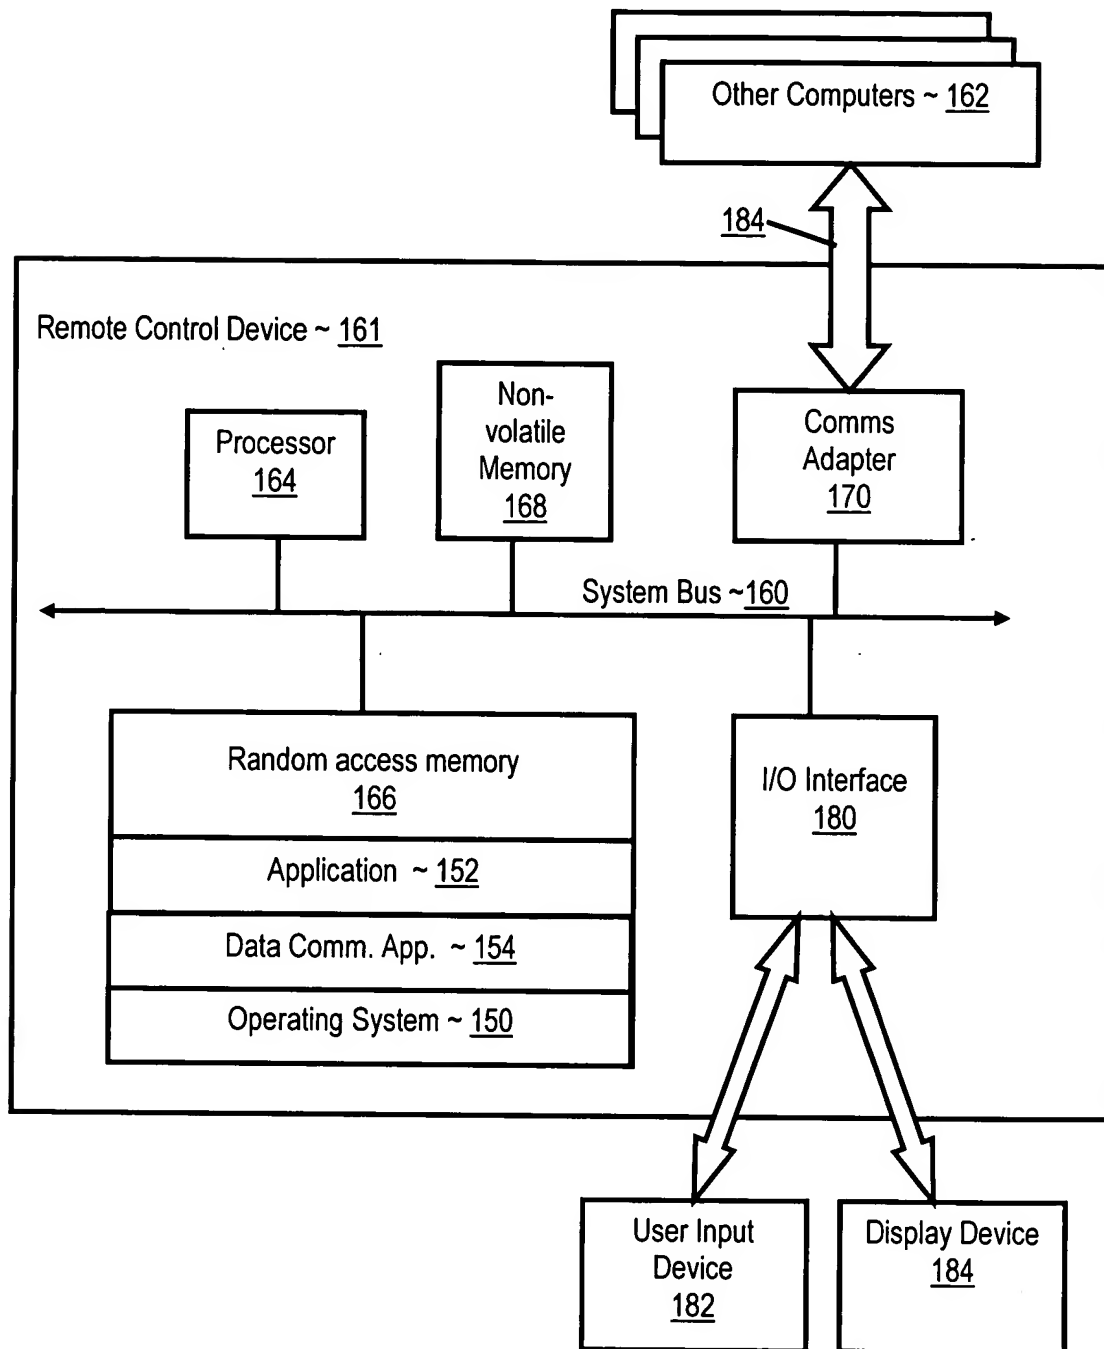 Other Computers ~ 162
184
Remote Control Device ~ 161
Processor
164
Non-
volatile
Memory
168
Comms
Adapter
170
System Bus ~160
Random access memory
166
Application ~ 152
Data Comm. App. ~ 154
Operating System ~ 150
I/O Interface
180
User Input
Device
182
Display Device
184